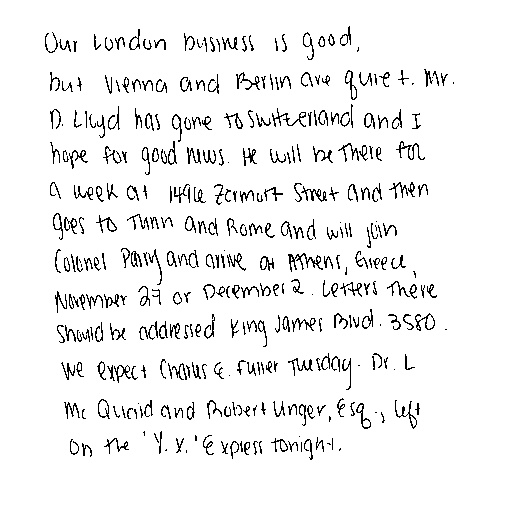 Our London business is good,
but Vienna and Berlin are quiet. Mr.
D. Lloyd has gone to Switzerland and I
hope for good news. He will be there for
a week at 1496 Zermott Street and then
goes to Turin and Rome and will join
Colonel Parry and arrive at Athens, Greece,
November 27 or December 2. Letters there
should be addressed King James Blvd. 3580.
We expect Charles E. Fuller Tuesday. Dr. L
Mc Quaid and Robert Unger, Esq., left
on the 'Y.X.' Express tonight.